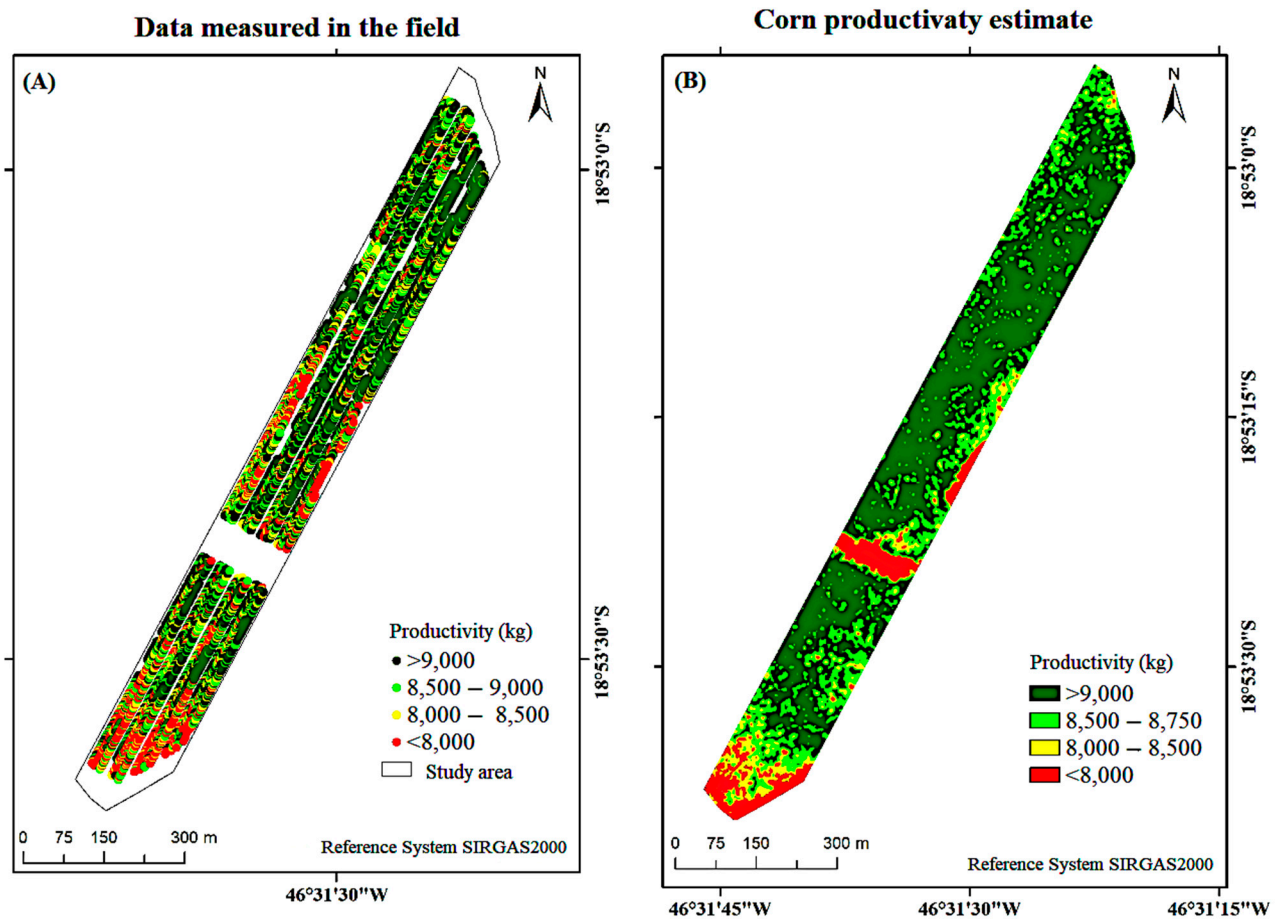 Data measured in the field
(A)
N
18°53'0"S
18°53'30"S
Productivity (kg)
>9,000
8,500 – 9,000
8,000 – 8,500
<8,000
Study area
0 75 150 300 m
Reference System SIRGAS2000
46°31'30"W
Corn productivaty estimate
(B)
N
18°53'0"S
18°53'15"S
18°53'30"S
Productivity (kg)
>9,000
8,500 – 8,750
8,000 – 8,500
<8,000
0 75 150 300 m
Reference System SIRGAS2000
46°31'45"W 46°31'30"W 46°31'15"W